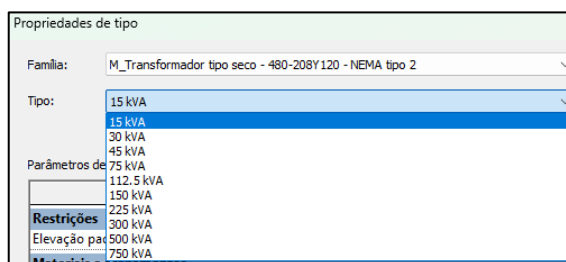 Propriedades de tipo
Família: M_Transformador tipo seco - 480-208Y120 - NEMA tipo 2
Tipo: 15 kVA
15 kVA
30 kVA
45 kVA
Parâmetros de 75 kVA
112.5 kVA
150 kVA
Restrições 225 kVA
300 kVA
Elevação pad 500 kVA
750 kVA